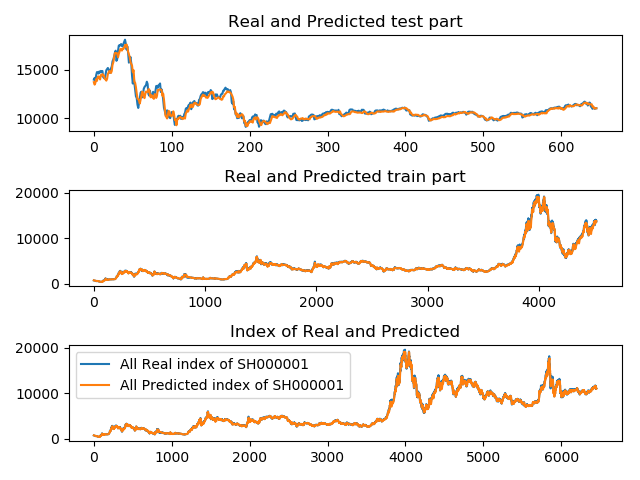 Real and Predicted test part
15000
10000
0 100 200 300 400 500 600
Real and Predicted train part
20000
10000
0
0 1000 2000 3000 4000
Index of Real and Predicted
20000
All Real index of SH000001
All Predicted index of SH000001
10000
0
0 1000 2000 3000 4000 5000 6000